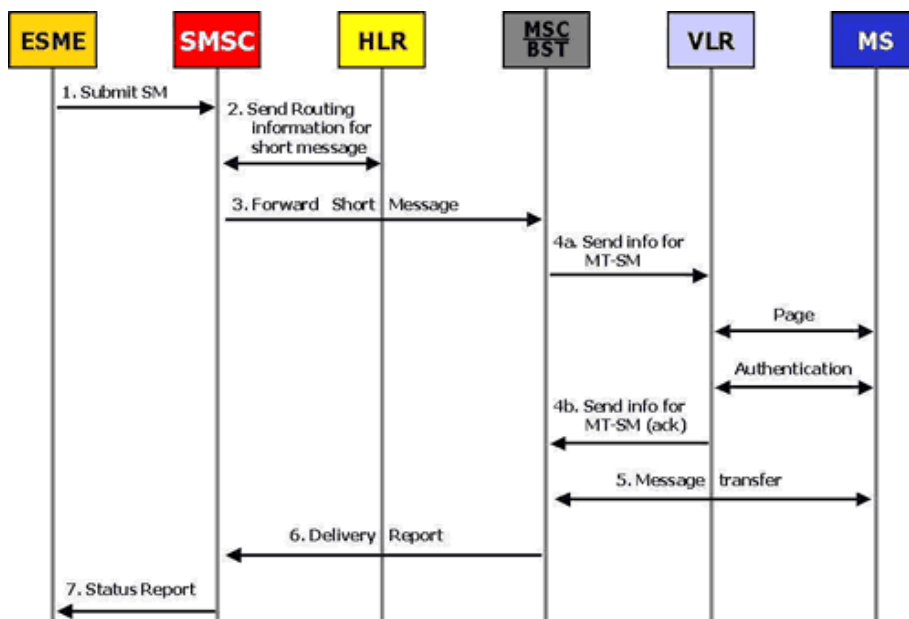 ESME
SMSC
HLR
MSC
BST
VLR
MS
1. Submit SM
2. Send Routing
information for
short message
3. Forward Short Message
4a. Send info for
MT-SM
Page
Authentication
4b. Send info for
MT-SM (ack)
5. Message transfer
6. Delivery Report
7. Status Report